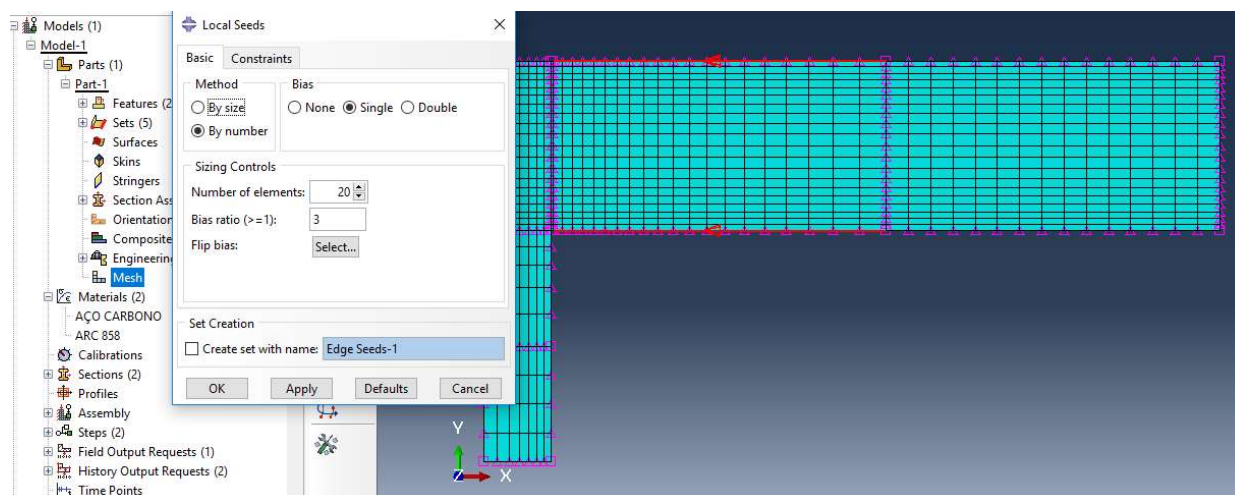 Models (1)
Model-1
Parts (1)
Part-1
Features (2
Sets (5)
Surfaces
Skins
Stringers
Section Ass
Orientation
Composite
Engineerin
Mesh
Materials (2)
AÇO CARBONO
ARC 858
Calibrations
Sections (2)
Profiles
Assembly
Steps (2)
Field Output Requests (1)
History Output Requests (2)
Time Points
Local Seeds
Basic Constraints
Method Bias
By size None Single Double
By number
Sizing Controls
Number of elements: 20
Bias ratio (>=1): 3
Flip bias: Select...
Set Creation
Create set with name: Edge Seeds-1
OK Apply Defaults Cancel
Y
Z X